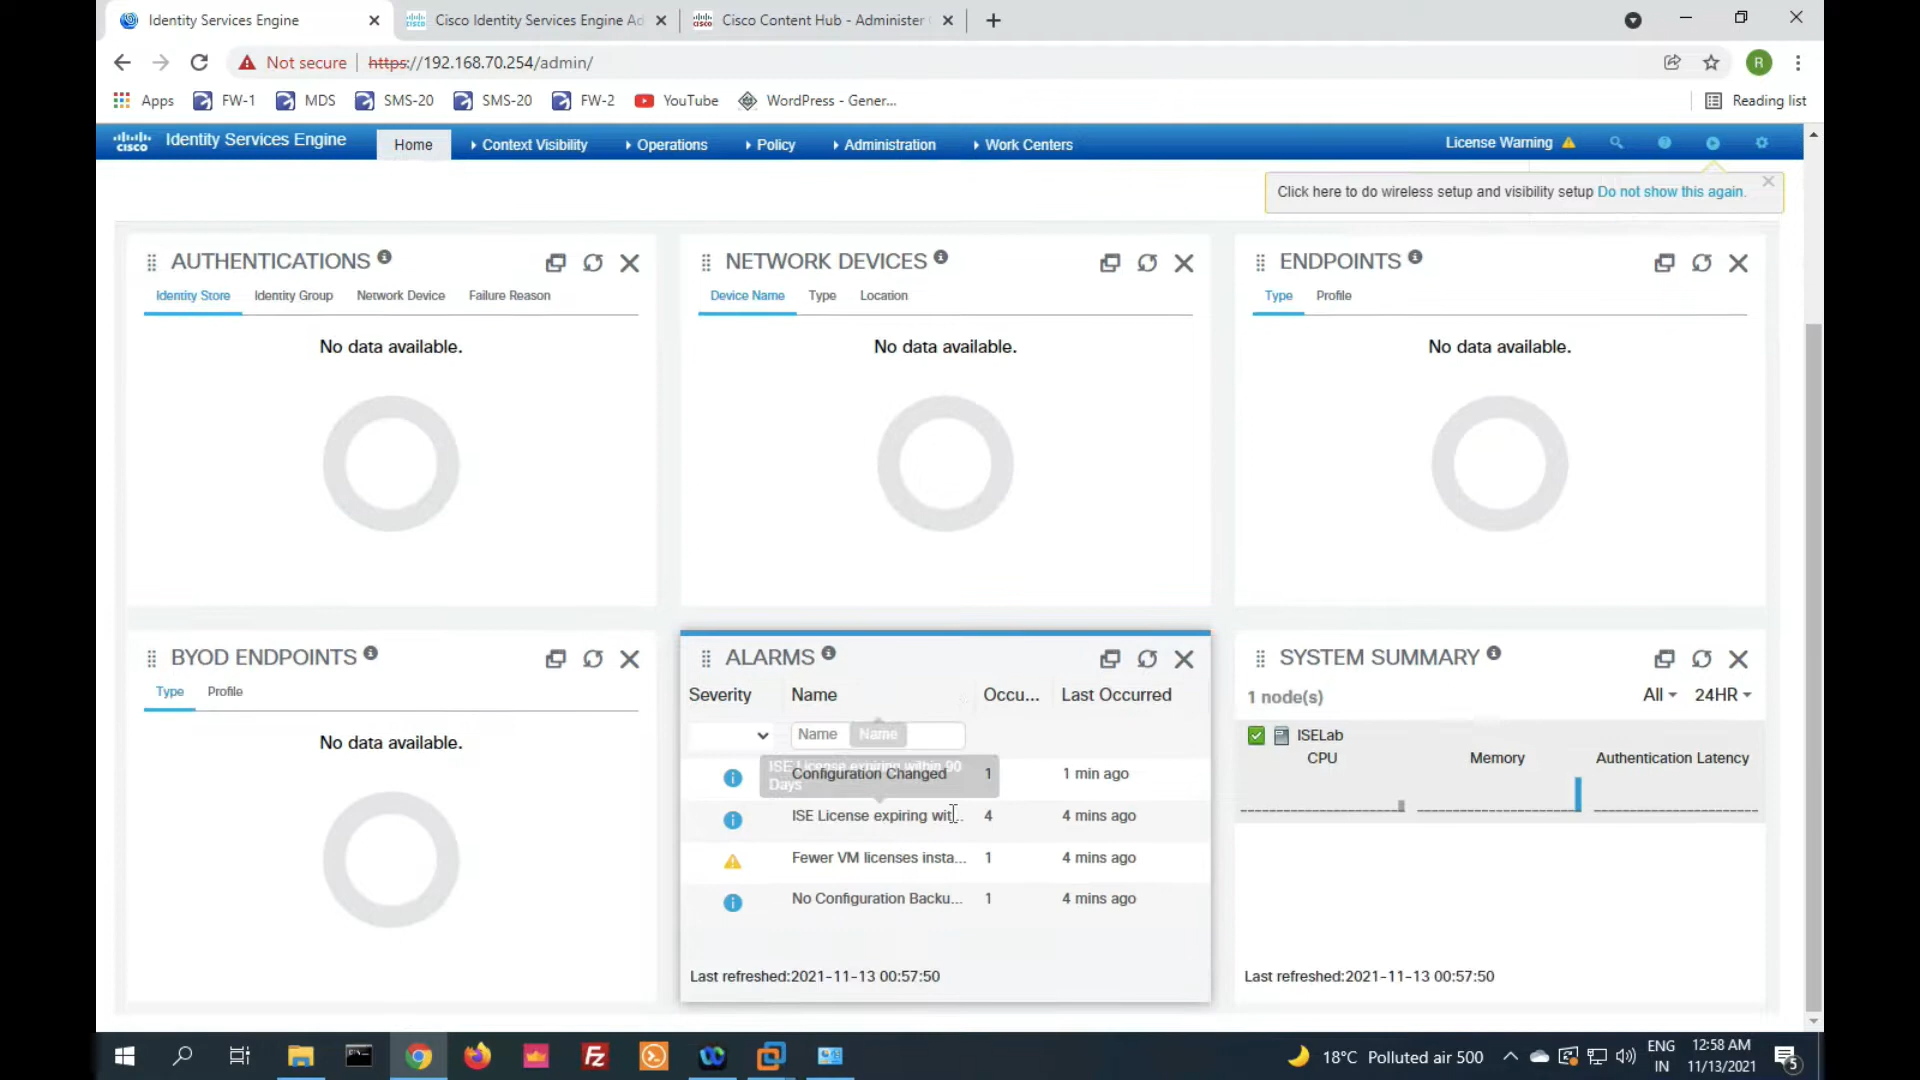 Identity Services Engine
Cisco Identity Services Engine Ad
Cisco Content Hub - Administer
Not secure
https://192.168.70.254/admin/
R
Apps
FW-1
MDS
SMS-20
SMS-20
FW-2
YouTube
WordPress - Gener...
Reading list
cisco
Identity Services Engine
Home
Context Visibility
Operations
Policy
Administration
Work Centers
License Warning
Click here to do wireless setup and visibility setup Do not show this again.
AUTHENTICATIONS
Identity Store
Identity Group
Network Device
Failure Reason
No data available.
NETWORK DEVICES
Device Name
Type
Location
No data available.
ENDPOINTS
Type
Profile
No data available.
BYOD ENDPOINTS
Type
Profile
No data available.
ALARMS
Severity
Name
Occu...
Last Occurred
Name
Name
ISE License expiring within 90
Days
Configuration Changed
1
1 min ago
ISE License expiring wit...
4
4 mins ago
Fewer VM licenses insta...
1
4 mins ago
No Configuration Backu...
1
4 mins ago
Last refreshed:2021-11-13 00:57:50
SYSTEM SUMMARY
1 node(s)
All
24HR
ISELab
CPU
Memory
Authentication Latency
Last refreshed:2021-11-13 00:57:50
18°C Polluted air 500
ENG
IN
12:58 AM
11/13/2021
5